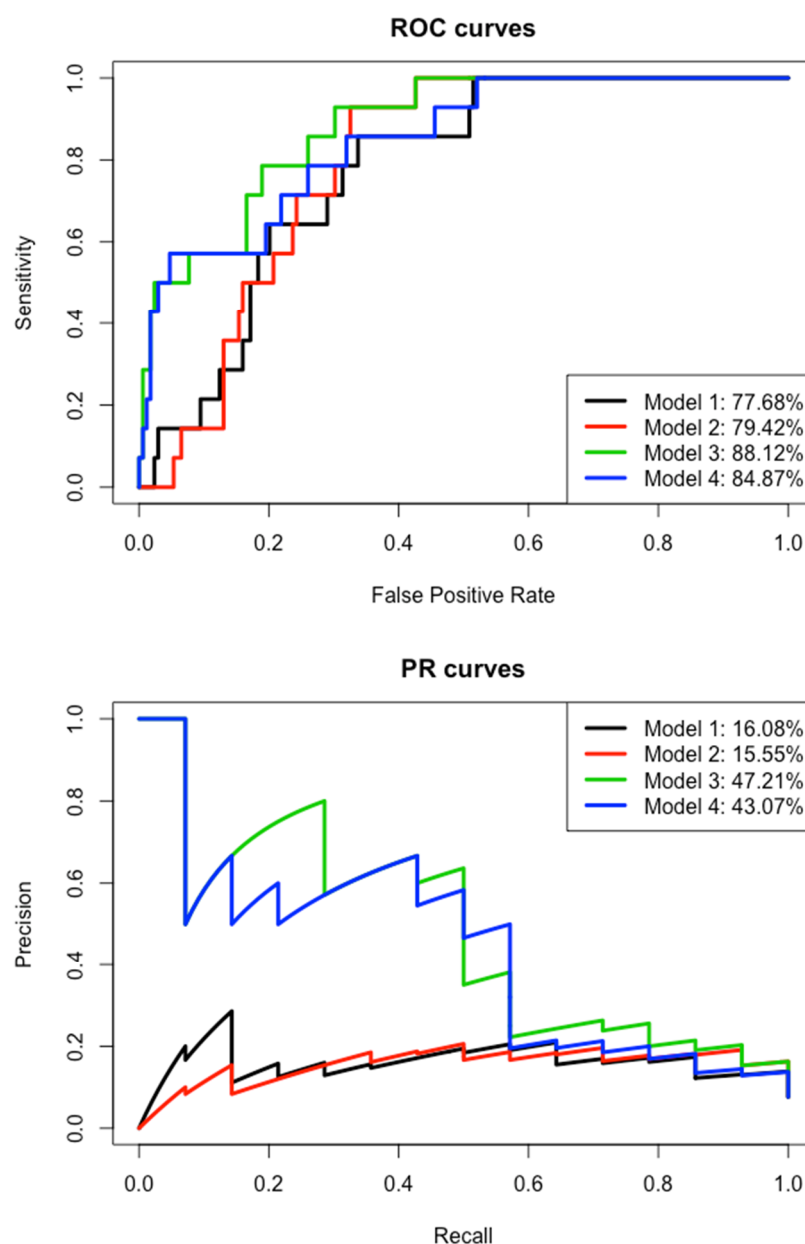 ROC curves
Sensitivity
1.0
0.8
0.6
0.4
0.2
0.0
Model 1: 77.68%
Model 2: 79.42%
Model 3: 88.12%
Model 4: 84.87%
0.0 0.2 0.4 0.6 0.8 1.0
False Positive Rate
PR curves
Precision
1.0
0.8
0.6
0.4
0.2
0.0
Model 1: 16.08%
Model 2: 15.55%
Model 3: 47.21%
Model 4: 43.07%
0.0 0.2 0.4 0.6 0.8 1.0
Recall